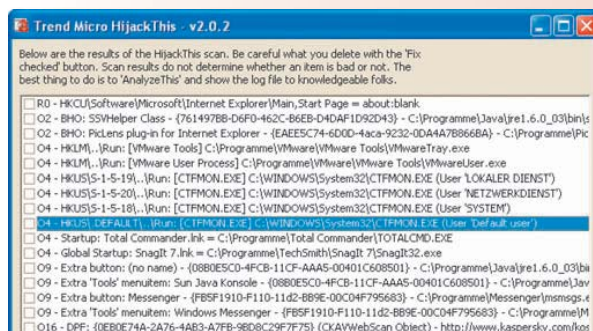 Trend Micro HijackThis - v2.0.2
Below are the results of the HijackThis scan. Be careful what you delete with the 'Fix
checked' button. Scan results do not determine whether an item is bad or not. The
best thing to do is to 'AnalyzeThis' and show the log file to knowledgeable folks.
R0 - HKCU\Software\Microsoft\Internet Explorer\Main,Start Page = about:blank
O2 - BHO: SSVHelper Class - {761497BB-D6F0-462C-B6EB-D4DAF1D92D43} - C:\Programme\Java\jre1.6.0_03\bin\s
O2 - BHO: PicLens plug-in for Internet Explorer - {EAEE5C74-6D0D-4aca-9232-0DA4A7B866BA} - C:\Programme\Pic
O4 - HKLM\..\Run: [VMware Tools] C:\Programme\VMware\VMware Tools\VMwareTray.exe
O4 - HKLM\..\Run: [VMware User Process] C:\Programme\VMware\VMware Tools\VMwareUser.exe
O4 - HKUS\S-1-5-19\..\Run: [CTFMON.EXE] C:\WINDOWS\System32\CTFMON.EXE (User 'LOKALER DIENST')
O4 - HKUS\S-1-5-20\..\Run: [CTFMON.EXE] C:\WINDOWS\System32\CTFMON.EXE (User 'NETZWERKDIENST')
O4 - HKUS\S-1-5-18\..\Run: [CTFMON.EXE] C:\WINDOWS\System32\CTFMON.EXE (User 'SYSTEM')
O4 - HKUS\.DEFAULT\..\Run: [CTFMON.EXE] C:\WINDOWS\System32\CTFMON.EXE (User 'Default user')
O4 - Startup: Total Commander.lnk = C:\Programme\Total Commander\TOTALCMD.EXE
O4 - Global Startup: SnagIt 7.lnk = C:\Programme\TechSmith\SnagIt 7\SnagIt32.exe
O9 - Extra button: (no name) - {08B0E5C0-4FCB-11CF-AAA5-00401C608501} - C:\Programme\Java\jre1.6.0_03\bin
O9 - Extra 'Tools' menuitem: Sun Java Konsole - {08B0E5C0-4FCB-11CF-AAA5-00401C608501} - C:\Programme\J
O9 - Extra button: Messenger - {FB5F1910-F110-11d2-BB9E-00C04F795683} - C:\Programme\Messenger\msmsgs.e
O9 - Extra 'Tools' menuitem: Windows Messenger - {FB5F1910-F110-11d2-BB9E-00C04F795683} - C:\Programme\
O16 - DPF: {0EB0E74A-2A76-4AB3-A7FB-9BD8C29F7F75} (CKAVWebScan Object) - http://www.kaspersky.com/kos